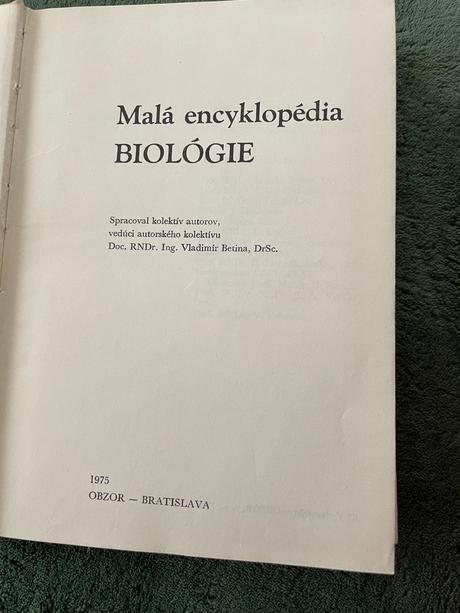 Malá encyklopédia
BIOLÓGIE
Spracoval kolektív autorov,
vedúci autorského kolektívu
Doc. RNDr. Ing. Vladimír Betina, DrSc.
1975
OBZOR — BRATISLAVA